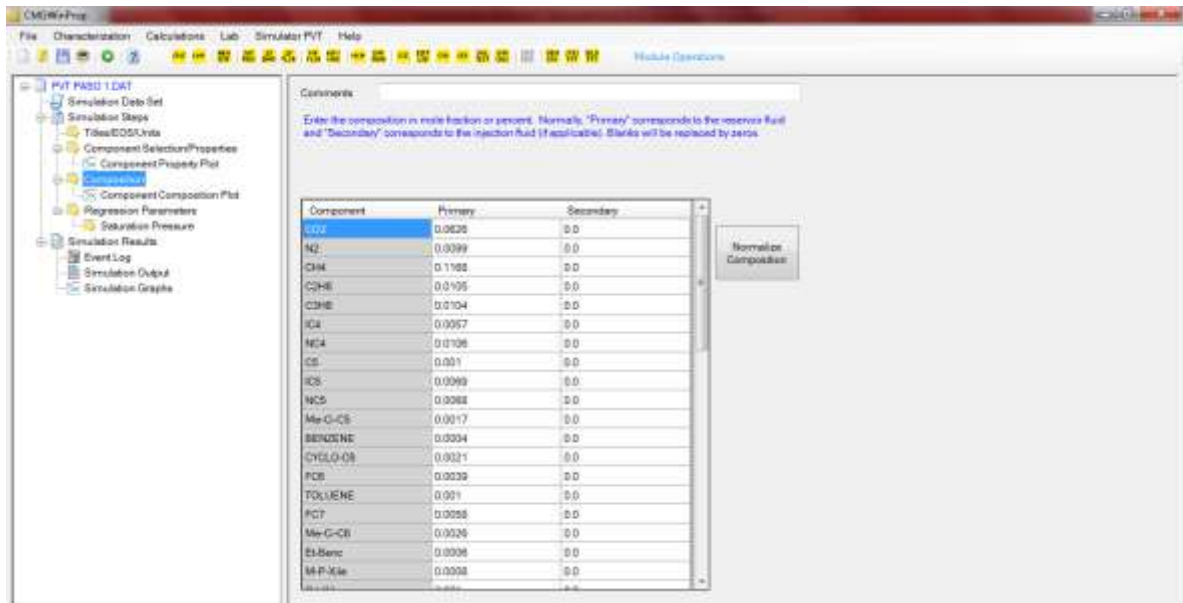 CMGWinProp
File Characterization Calculations Lab Simulator PVT Help
Module Operations
PVT PASO 1.DAT
Simulation Data Set
Simulation Steps
Titles/EOS/Units
Component Selection/Properties
Component Property Plot
Composition
Component Composition Plot
Regression Parameters
Saturation Pressure
Simulation Results
Event Log
Simulation Output
Simulation Graphs
Comments
Enter the composition in mole fraction or percent. Normally, "Primary" corresponds to the reservoir fluid
and "Secondary" corresponds to the injection fluid (if applicable). Blanks will be replaced by zeros.
Component Primary Secondary
CO2 0.0626 0.0
N2 0.0099 0.0
CH4 0.1168 0.0
C2H6 0.0105 0.0
C3H8 0.0104 0.0
IC4 0.0057 0.0
NC4 0.0106 0.0
C5 0.001 0.0
IC5 0.0069 0.0
NC5 0.0068 0.0
Me-C-C5 0.0017 0.0
BENZENE 0.0004 0.0
CYCLO-C6 0.0021 0.0
FC6 0.0039 0.0
TOLUENE 0.001 0.0
FC7 0.0058 0.0
Me-C-C6 0.0026 0.0
Et-Benc 0.0006 0.0
M-P-Xile 0.0008 0.0
Normalize
Composition